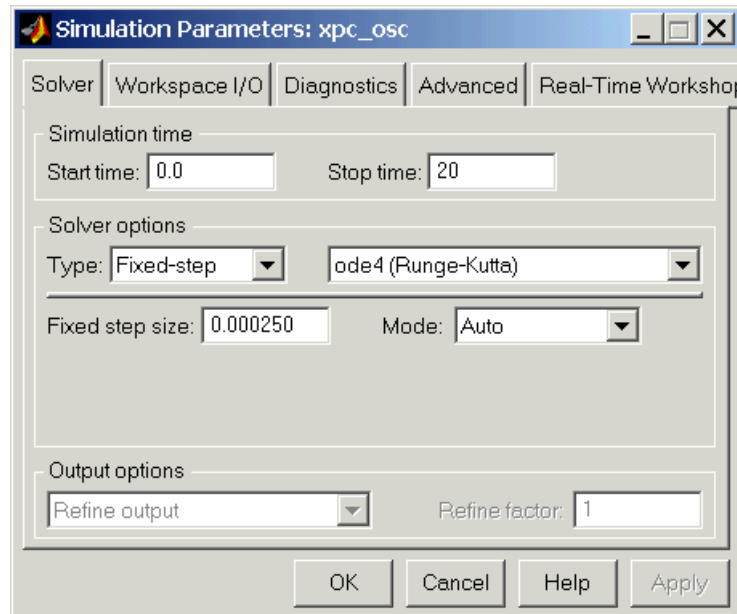 Simulation Parameters: xpc_osc
Solver Workspace I/O Diagnostics Advanced Real-Time Workshop
Simulation time
Start time: 0.0 Stop time: 20
Solver options
Type: Fixed-step ode4 (Runge-Kutta)
Fixed step size: 0.000250 Mode: Auto
Output options
Refine output Refine factor: 1
OK Cancel Help Apply